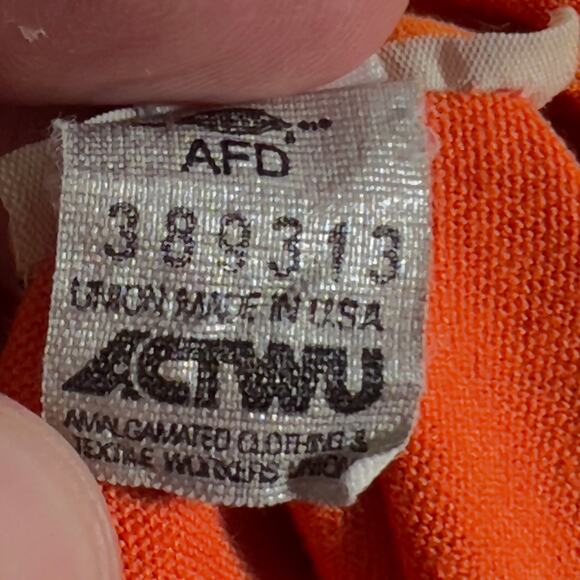 AFD
389313
UNION MADE IN USA
ACTWU
AMALGAMATED CLOTHING &
TEXTILE WORKERS UNION